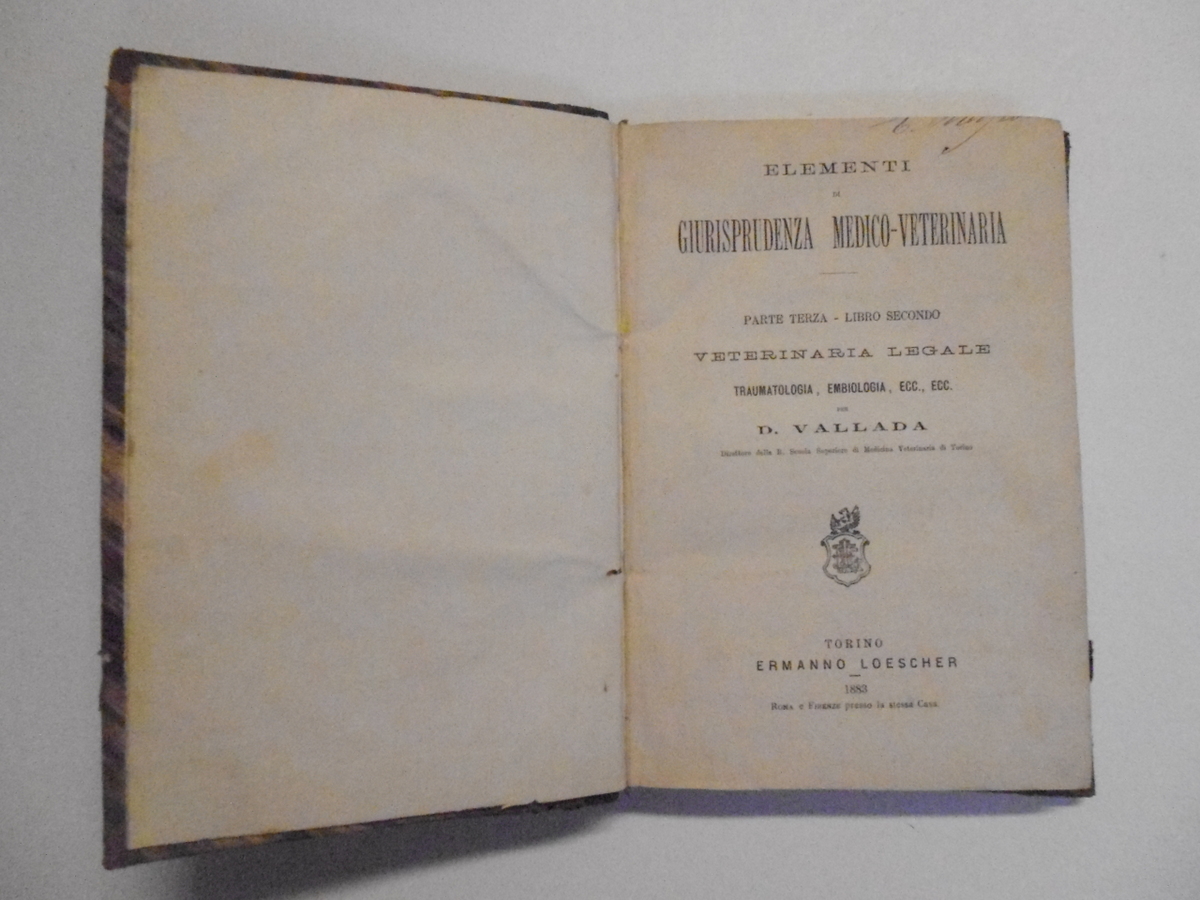 ELEMENTI
DI
GIURISPRUDENZA MEDICO-VETERINARIA
PARTE TERZA - LIBRO SECONDO
VETERINARIA LEGALE
TRAUMATOLOGIA, EMBIOLOGIA, ECC., ECC.
PER
D. VALLADA
Direttore della R. Scuola Superiore di Medicina Veterinaria di Torino
TORINO
ERMANNO LOESCHER
1883
ROMA e FIRENZE presso la stessa Casa